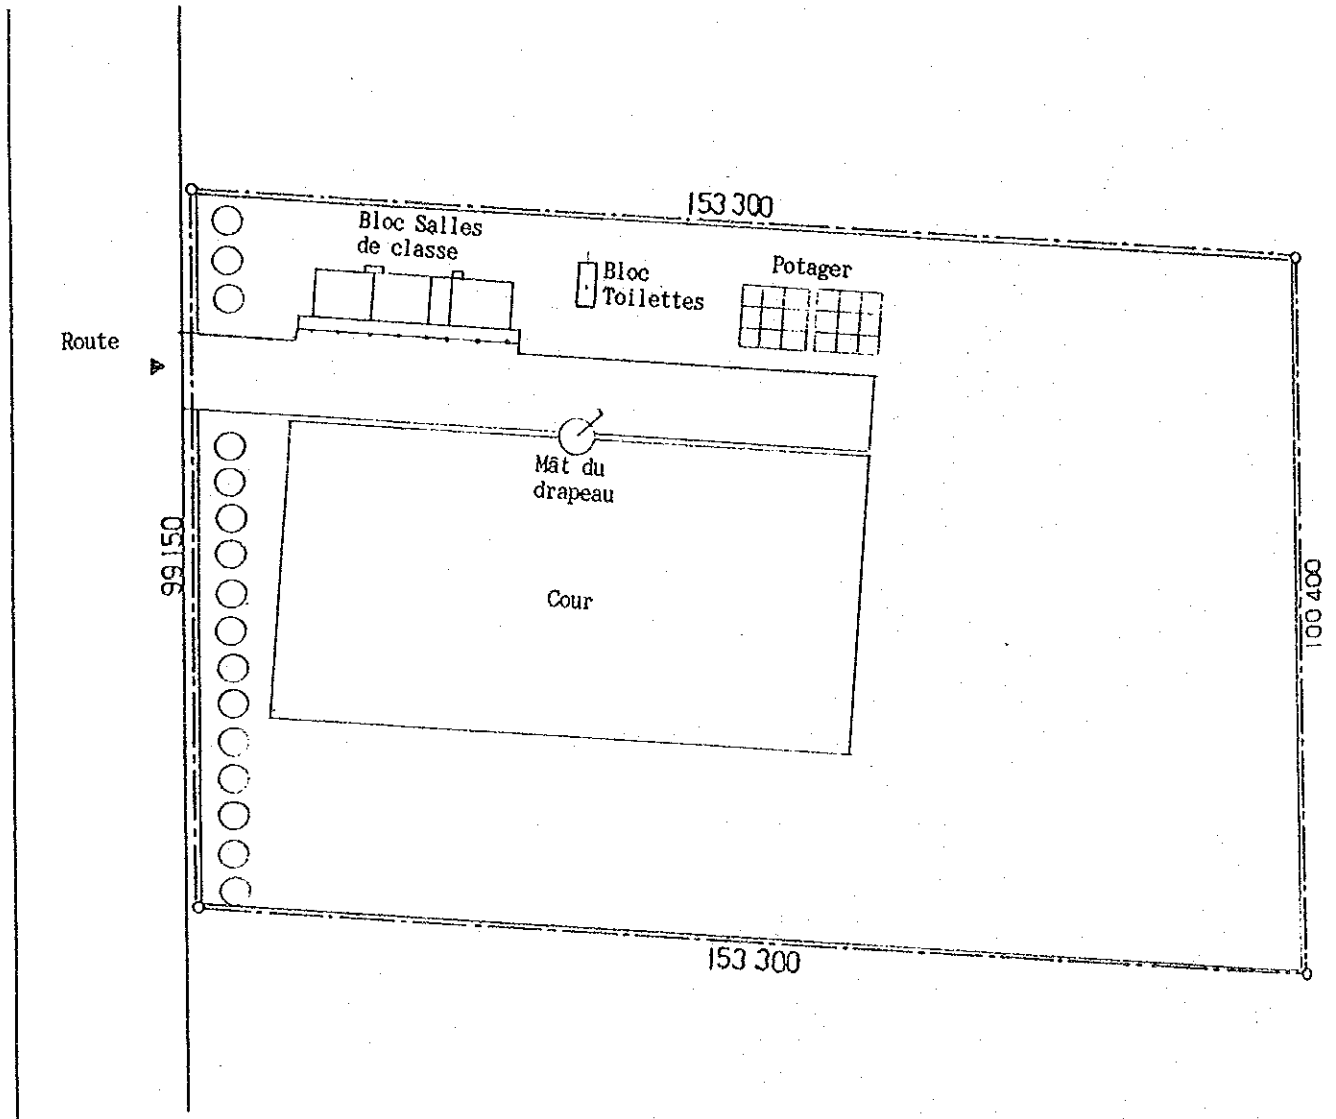 153 300
Bloc Salles
de classe
Bloc
Toilettes
Potager
Route
Mât du
drapeau
99 150
Cour
100 400
153 300